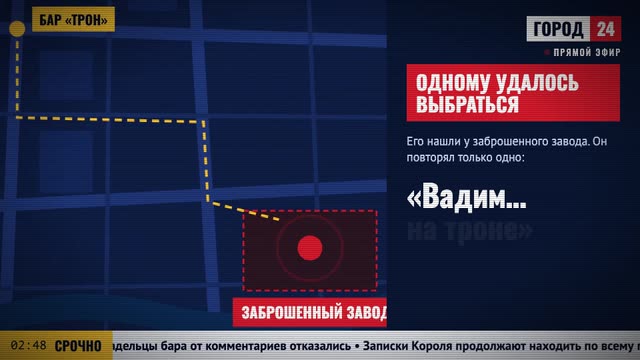 БАР «ТРОН»
ГОРОД 24
ПРЯМОЙ ЭФИР
ОДНОМУ УДАЛОСЬ
ВЫБРАТЬСЯ
Его нашли у заброшенного завода. Он
повторял только одно:
«Вадим...
на троне»
ЗАБРОШЕННЫЙ ЗАВОД
02:48 СРОЧНО адельцы бара от комментариев отказались • Записки Короля продолжают находить по всему